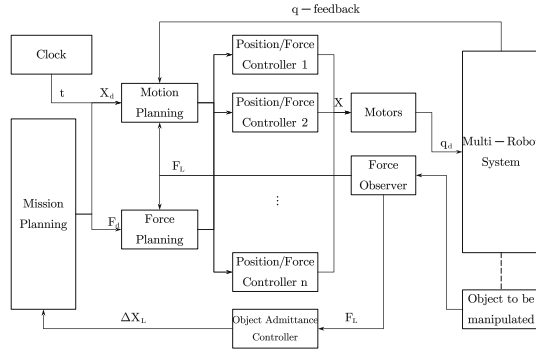 q – feedback
Clock
t
X_d
Motion
Planning
Position/Force
Controller 1
Position/Force
Controller 2
X
Motors
q_d
Multi – Robot
System
Mission
Planning
F_L
Force
Observer
F_d
Force
Planning
⋮
Position/Force
Controller n
Object to be
manipulated
ΔX_L
Object Admittance
Controller
F_L